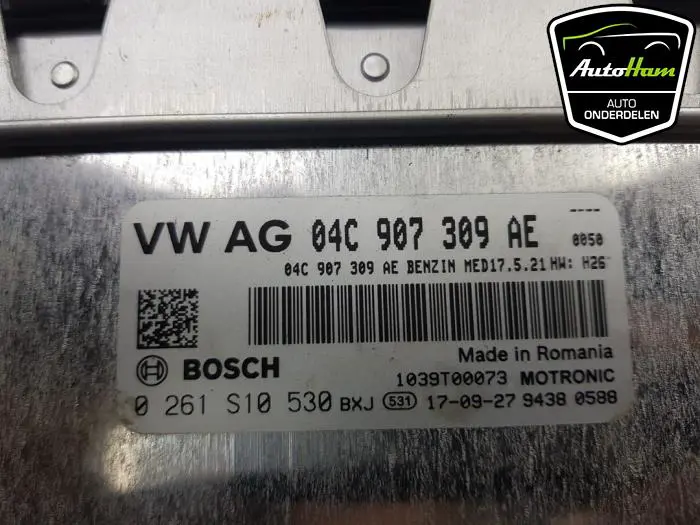 AutoHam
AUTO
ONDERDELEN
VW AG 04C 907 309 AE
----
0050
04C 907 309 AE BENZIN MED17.5.21 HW: H26
BOSCH
Made in Romania
1039T00073 MOTRONIC
0 261 S10 530 BXJ 531 17-09-27 9438 0588